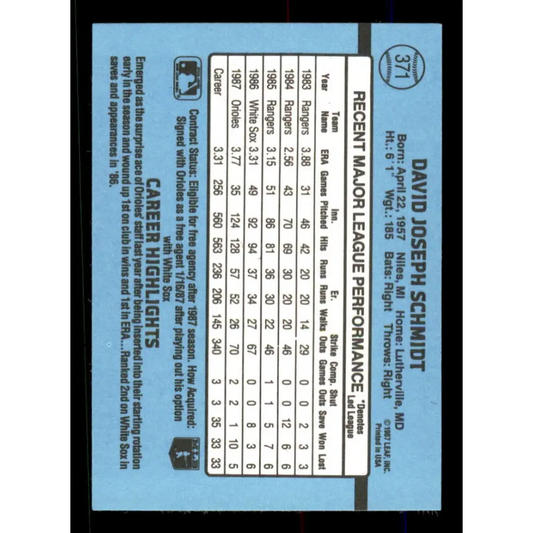 371
DAVID JOSEPH SCHMIDT
Born: April 22, 1957 Niles, MI Home: Lutherville, MD
Ht.: 6' 1" Wgt.: 185 Bats: Right Throws: Right
©1987 LEAF, INC.
Printed in USA
RECENT MAJOR LEAGUE PERFORMANCE *Denotes Led League
Team Inn. Er. Strike Comp. Shut
Year Name ERA Games Pitched Hits Runs Runs Walks Outs Games Outs Save Won Lost
1983 Rangers 3.88 31 46 42 20 20 14 29 0 0 2 3 3
1984 Rangers 2.56 43 70 69 30 20 20 46 0 0 12 6 6
1985 Rangers 3.15 51 86 81 36 30 22 46 1 1 5 7 6
1986 White Sox 3.31 49 92 94 37 34 27 67 0 0 8 3 6
1987 Orioles 3.77 35 124 128 57 52 26 70 2 2 1 10 5
Career 3.31 256 560 563 236 206 145 340 3 3 35 33 33
Contract Status: Eligible for free agency after 1987 season. How Acquired:
Signed with Orioles as a free agent 1/16/87 after playing out his option
with White Sox
CAREER HIGHLIGHTS
Emerged as the surprise ace of Orioles' staff last year after being inserted into their starting rotation
early in the season and wound up 1st on club in wins and 1st in ERA...Ranked 2nd on White Sox in
saves and appearances in '86.